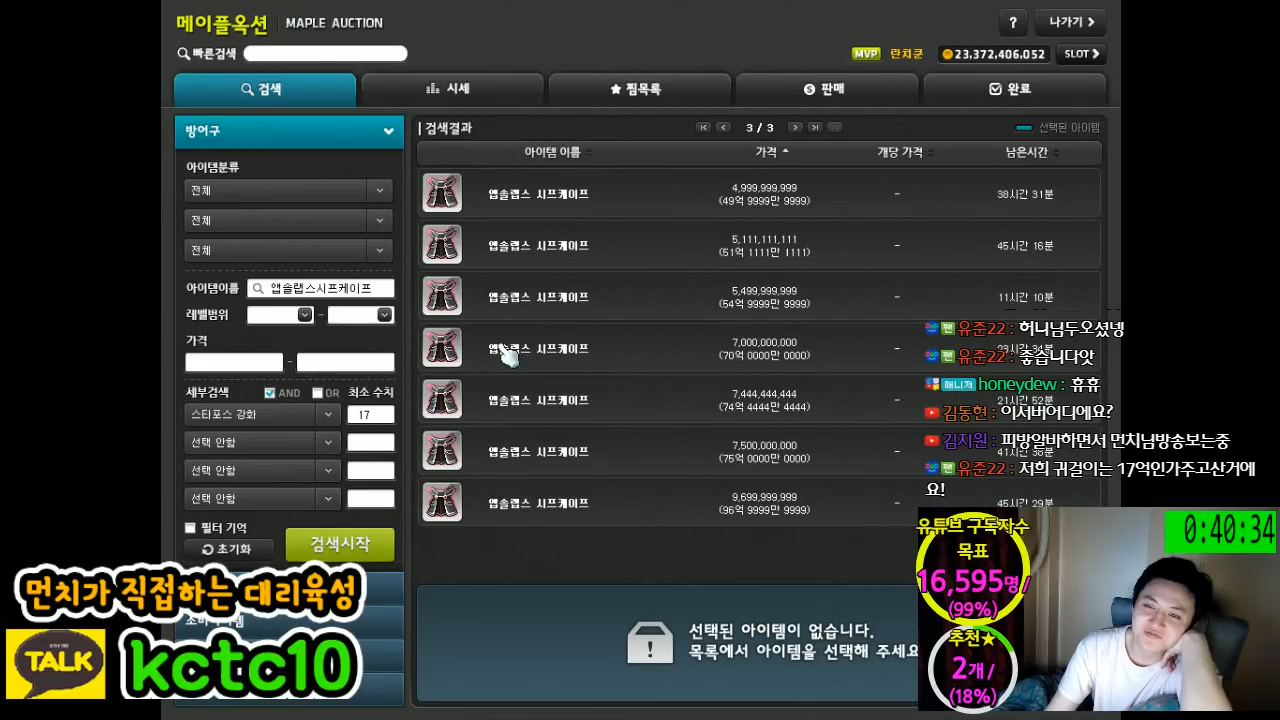 메이플옥션 MAPLE AUCTION
? 나가기
빠른검색
MVP 란치군 23,372,406,052 SLOT
검색 시세 찜목록 판매 완료
방어구
아이템분류
전체
전체
전체
아이템이름 앱솔랩스시프케이프
레벨범위 -
가격
-
세부검색 AND OR 최소 수치
스타포스 강화 17
선택 안함
선택 안함
선택 안함
필터 기억
초기화
검색시작
검색결과 3 / 3 선택된 아이템
아이템 이름 가격 개당 가격 남은시간
앱솔랩스 시프케이프 4,999,999,999 - 38시간 31분
(49억 9999만 9999)
앱솔랩스 시프케이프 5,111,111,111 - 45시간 16분
(51억 1111만 1111)
앱솔랩스 시프케이프 5,499,999,999 - 11시간 10분
(54억 9999만 9999)
앱솔랩스 시프케이프 7,000,000,000 -
(70억 0000만 0000)
앱솔랩스 시프케이프 7,444,444,444 - 21시간 52분
(74억 4444만 4444)
앱솔랩스 시프케이프 7,500,000,000 -
(75억 0000만 0000)
앱솔랩스 시프케이프 9,699,999,999 - 45시간 29분
(96억 9999만 9999)
선택된 아이템이 없습니다.
목록에서 아이템을 선택해 주세요
팬 유준22 : 허니님두오셨넹
팬 유준22 : 좋습니다앗
매니저 honeydew : 휴휴
김동현 : 이서버어디에요?
김지원 : 피방알바하면서 먼치님방송보는중
팬 유준22 : 저희 귀걸이는 17억인가주고산거에
요!
유튜브 구독자수
목표
16,595명/
(99%)
추천★
2개/
(18%)
0:40:34
먼치가 직접하는 대리육성
TALK
kctc10